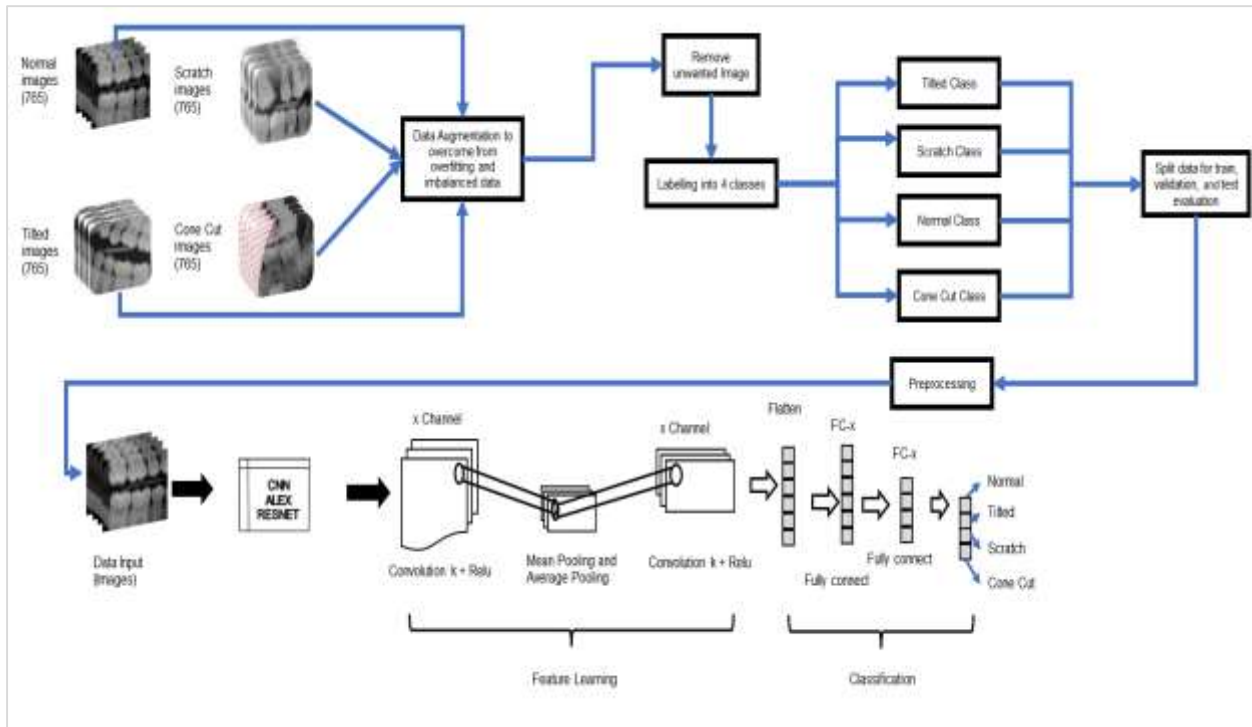 Normal
images
(765)
Scratch
images
(765)
Tilted
images
(765)
Cone Cut
images
(765)
Data Augmentation to
overcome from
overfitting and
imbalanced data
Remove
unwanted Image
Labelling into 4 classes
Tilted Class
Scratch Class
Normal Class
Cone Cut Class
Split data for train,
validation, and test
evaluation
Preprocessing
Data Input
(Images)
CNN
ALEX
RESNET
x Channel
Convolution k + Relu
Mean Pooling and
Average Pooling
x Channel
Convolution k + Relu
Flatten
FC-x
FC-x
Fully connect
Fully connect
Normal
Tilted
Scratch
Cone Cut
Feature Learning
Classification